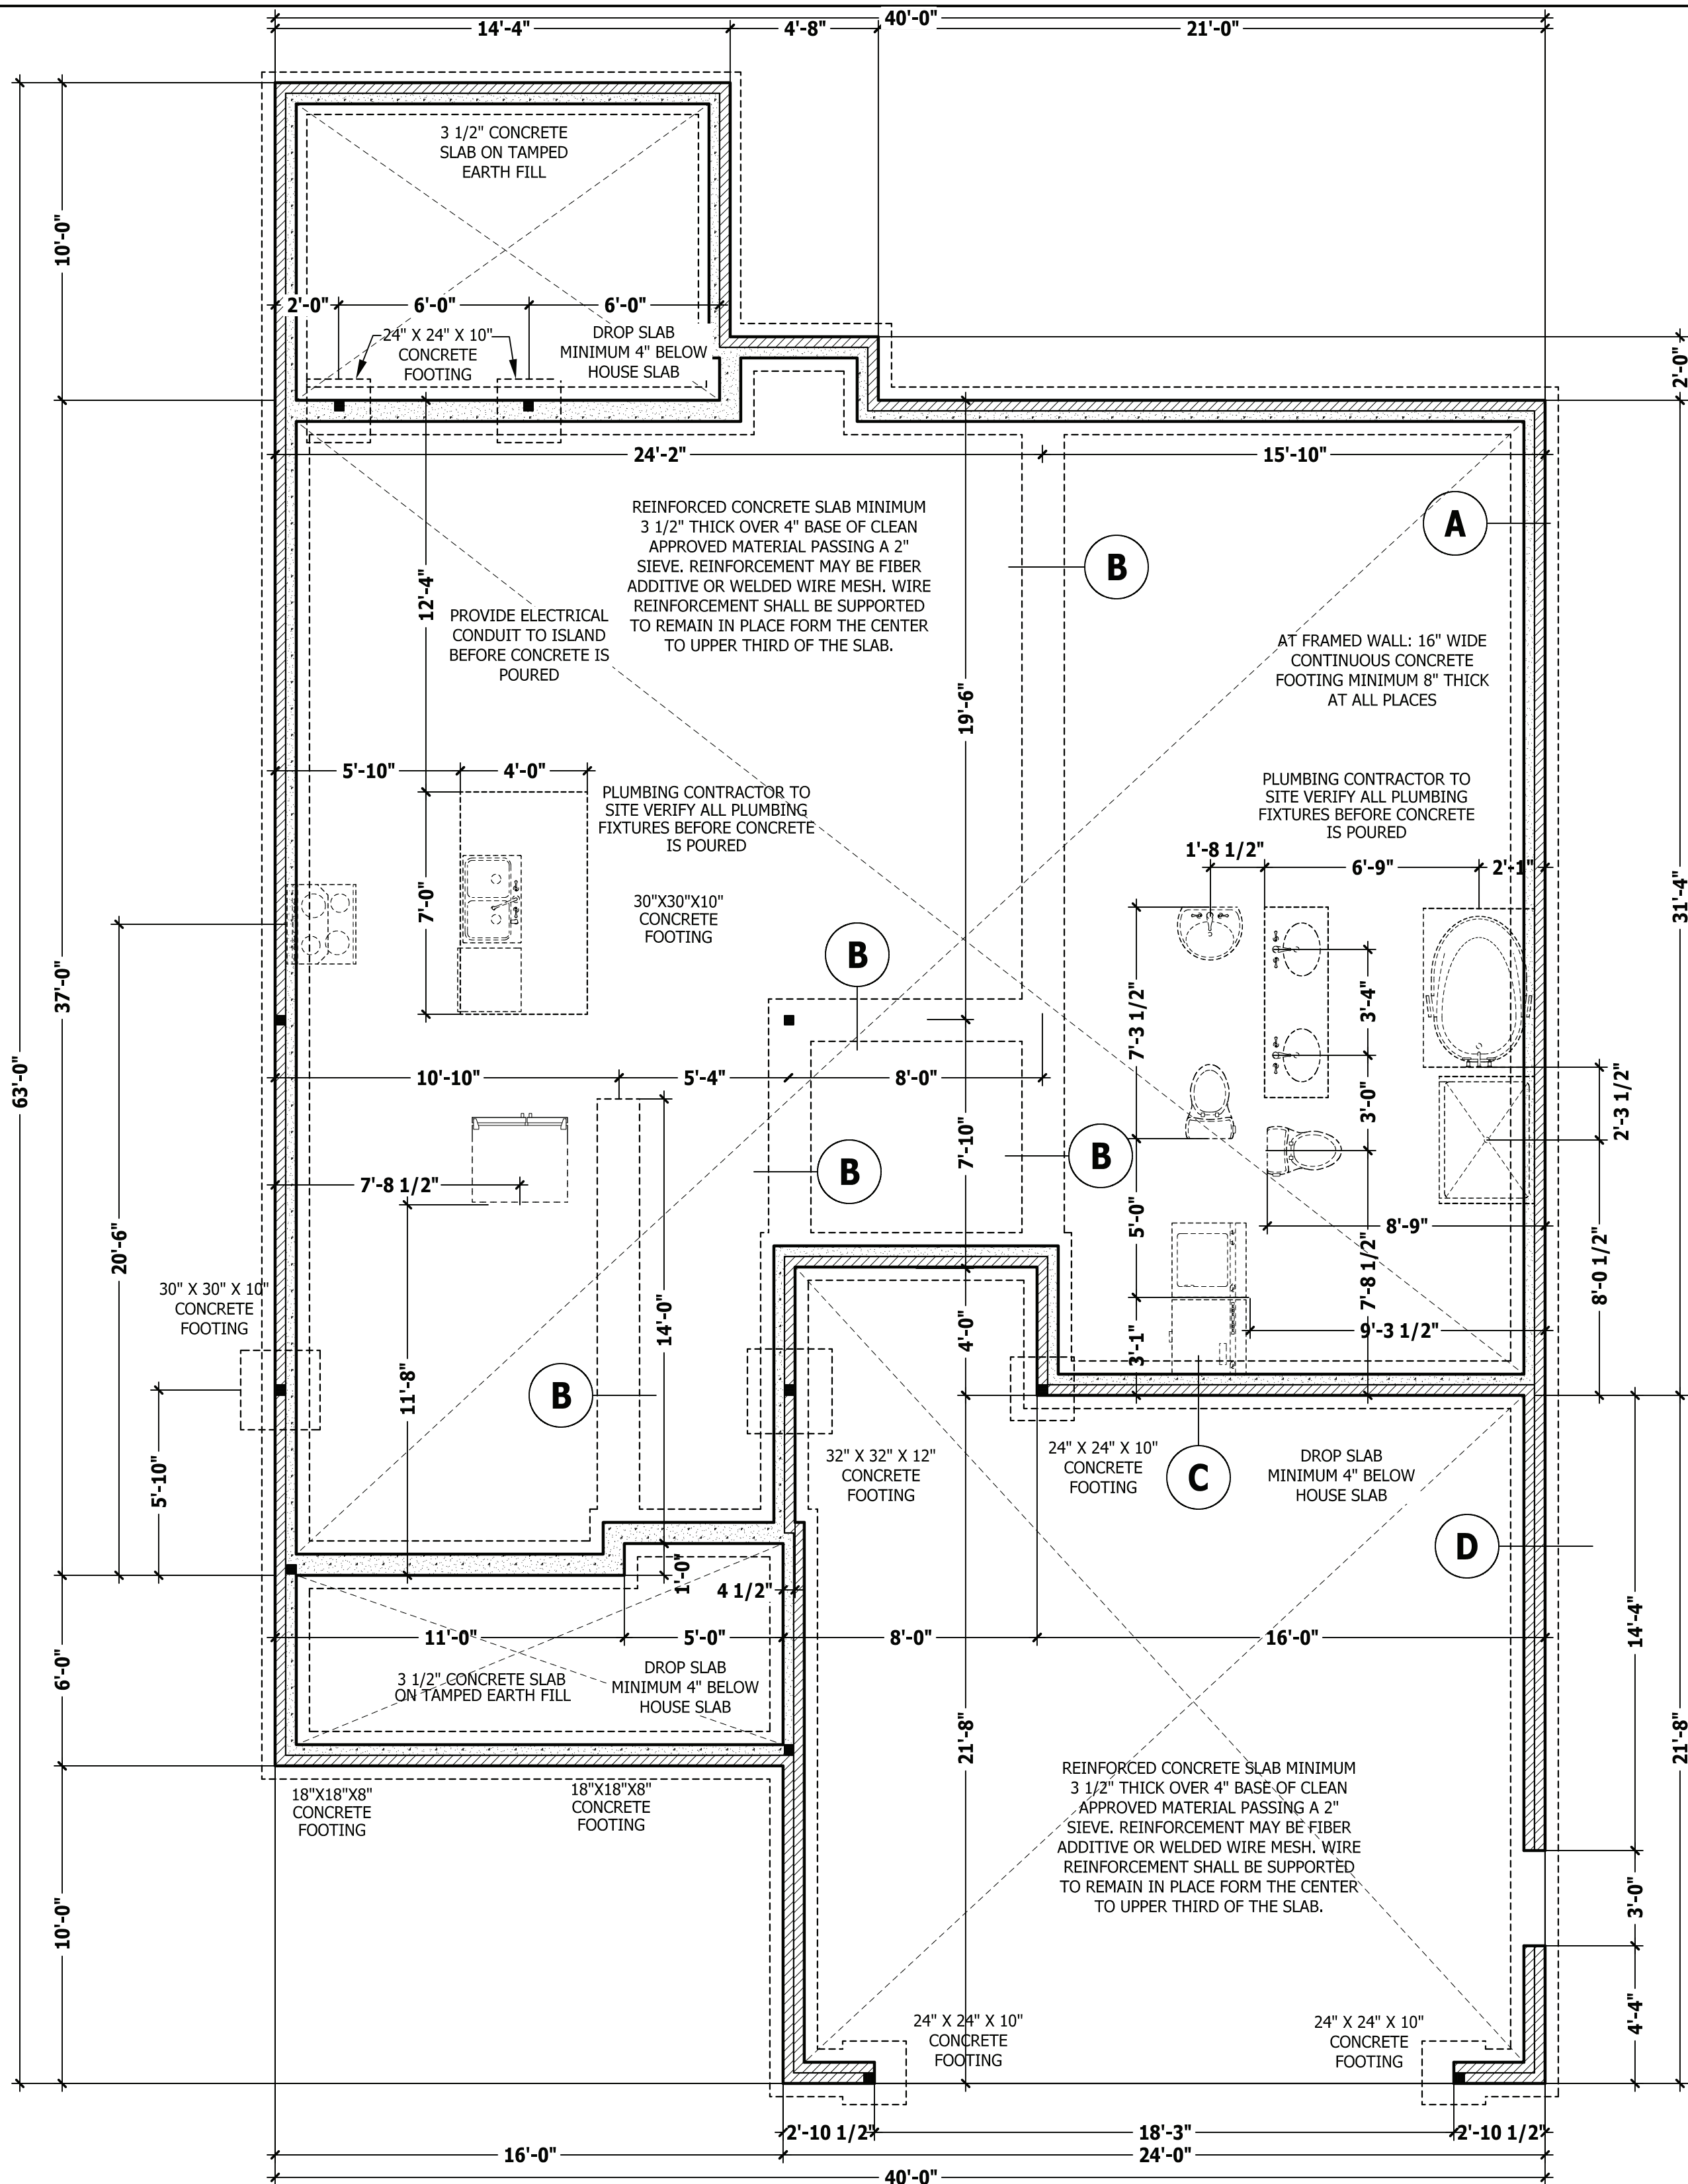 40'-0"
14'-4"
4'-8"
21'-0"
3 1/2" CONCRETE
SLAB ON TAMPED
EARTH FILL
10'-0"
2'-0"
6'-0"
6'-0"
24" X 24" X 10"
CONCRETE
FOOTING
DROP SLAB
MINIMUM 4" BELOW
HOUSE SLAB
2'-0"
24'-2"
15'-10"
REINFORCED CONCRETE SLAB MINIMUM
3 1/2" THICK OVER 4" BASE OF CLEAN
APPROVED MATERIAL PASSING A 2"
SIEVE. REINFORCEMENT MAY BE FIBER
ADDITIVE OR WELDED WIRE MESH. WIRE
REINFORCEMENT SHALL BE SUPPORTED
TO REMAIN IN PLACE FORM THE CENTER
TO UPPER THIRD OF THE SLAB.
A
B
12'-4"
PROVIDE ELECTRICAL
CONDUIT TO ISLAND
BEFORE CONCRETE IS
POURED
19'-6"
AT FRAMED WALL: 16" WIDE
CONTINUOUS CONCRETE
FOOTING MINIMUM 8" THICK
AT ALL PLACES
5'-10"
4'-0"
PLUMBING CONTRACTOR TO
SITE VERIFY ALL PLUMBING
FIXTURES BEFORE CONCRETE
IS POURED
PLUMBING CONTRACTOR TO
SITE VERIFY ALL PLUMBING
FIXTURES BEFORE CONCRETE
IS POURED
1'-8 1/2"
6'-9"
2'-1"
7'-0"
30"X30"X10"
CONCRETE
FOOTING
31'-4"
B
37'-0"
63'-0"
7'-3 1/2"
3'-4"
10'-10"
5'-4"
8'-0"
3'-0"
2'-3 1/2"
7'-10"
B
B
7'-8 1/2"
20'-6"
5'-0"
8'-9"
7'-8 1/2"
8'-0 1/2"
30" X 30" X 10"
CONCRETE
FOOTING
14'-0"
4'-0"
3'-1"
9'-3 1/2"
11'-8"
B
5'-10"
32" X 32" X 12"
CONCRETE
FOOTING
24" X 24" X 10"
CONCRETE
FOOTING
C
DROP SLAB
MINIMUM 4" BELOW
HOUSE SLAB
D
1'-0"
4 1/2"
11'-0"
5'-0"
8'-0"
16'-0"
14'-4"
6'-0"
3 1/2" CONCRETE SLAB
ON TAMPED EARTH FILL
DROP SLAB
MINIMUM 4" BELOW
HOUSE SLAB
21'-8"
21'-8"
REINFORCED CONCRETE SLAB MINIMUM
3 1/2" THICK OVER 4" BASE OF CLEAN
APPROVED MATERIAL PASSING A 2"
SIEVE. REINFORCEMENT MAY BE FIBER
ADDITIVE OR WELDED WIRE MESH. WIRE
REINFORCEMENT SHALL BE SUPPORTED
TO REMAIN IN PLACE FORM THE CENTER
TO UPPER THIRD OF THE SLAB.
18"X18"X8"
CONCRETE
FOOTING
18"X18"X8"
CONCRETE
FOOTING
10'-0"
3'-0"
4'-4"
24" X 24" X 10"
CONCRETE
FOOTING
24" X 24" X 10"
CONCRETE
FOOTING
2'-10 1/2"
18'-3"
2'-10 1/2"
16'-0"
24'-0"
40'-0"